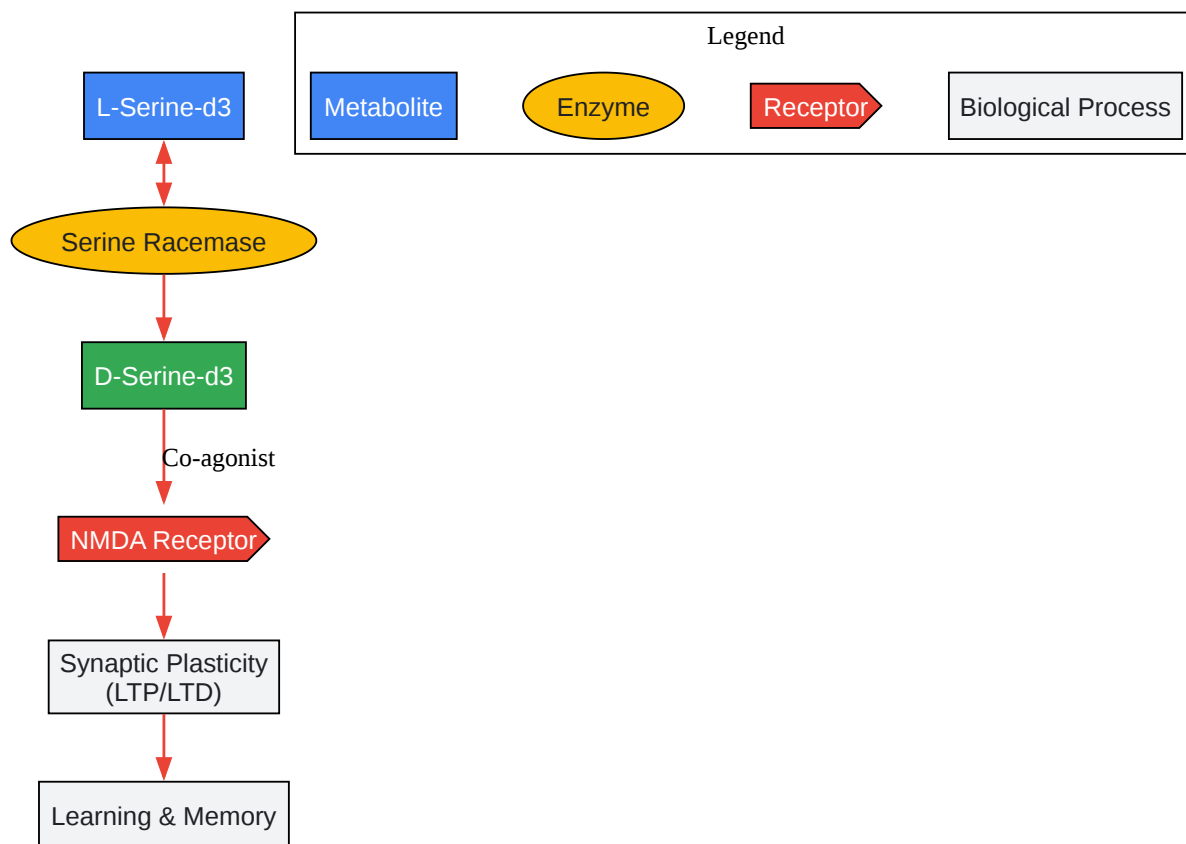 Legend
L-Serine-d3
Metabolite
Enzyme
Receptor
Biological Process
Serine Racemase
D-Serine-d3
Co-agonist
NMDA Receptor
Synaptic Plasticity
(LTP/LTD)
Learning & Memory